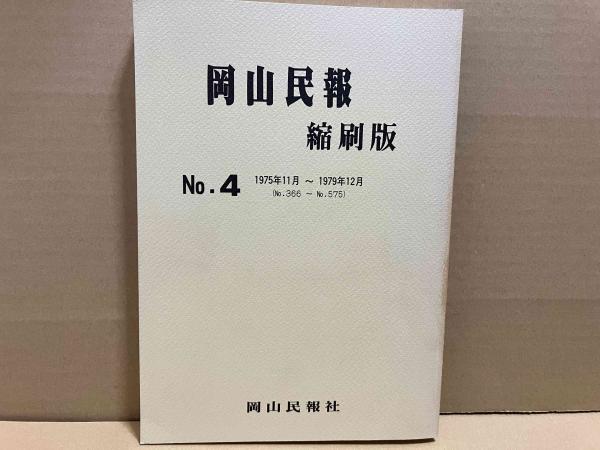 岡山民報
縮刷版
No.4 1975年11月 ～ 1979年12月
(No.366 ～ No.575)
岡山民報社